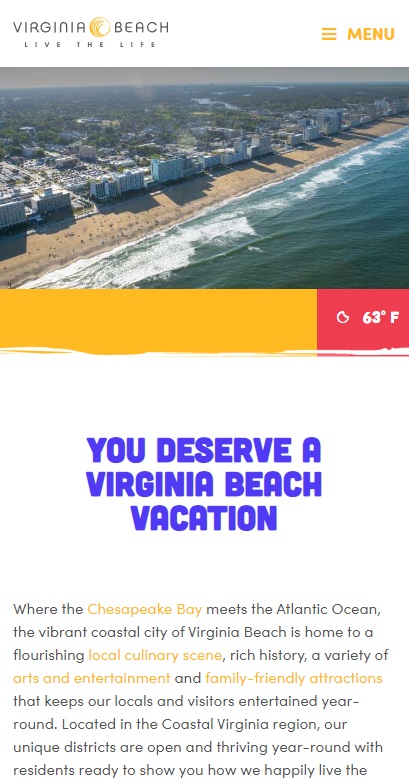 VIRGINIA BEACH
LIVE THE LIFE
MENU
63° F
YOU DESERVE A
VIRGINIA BEACH
VACATION
Where the Chesapeake Bay meets the Atlantic Ocean,
the vibrant coastal city of Virginia Beach is home to a
flourishing local culinary scene, rich history, a variety of
arts and entertainment and family-friendly attractions
that keeps our locals and visitors entertained year-
round. Located in the Coastal Virginia region, our
unique districts are open and thriving year-round with
residents ready to show you how we happily live the